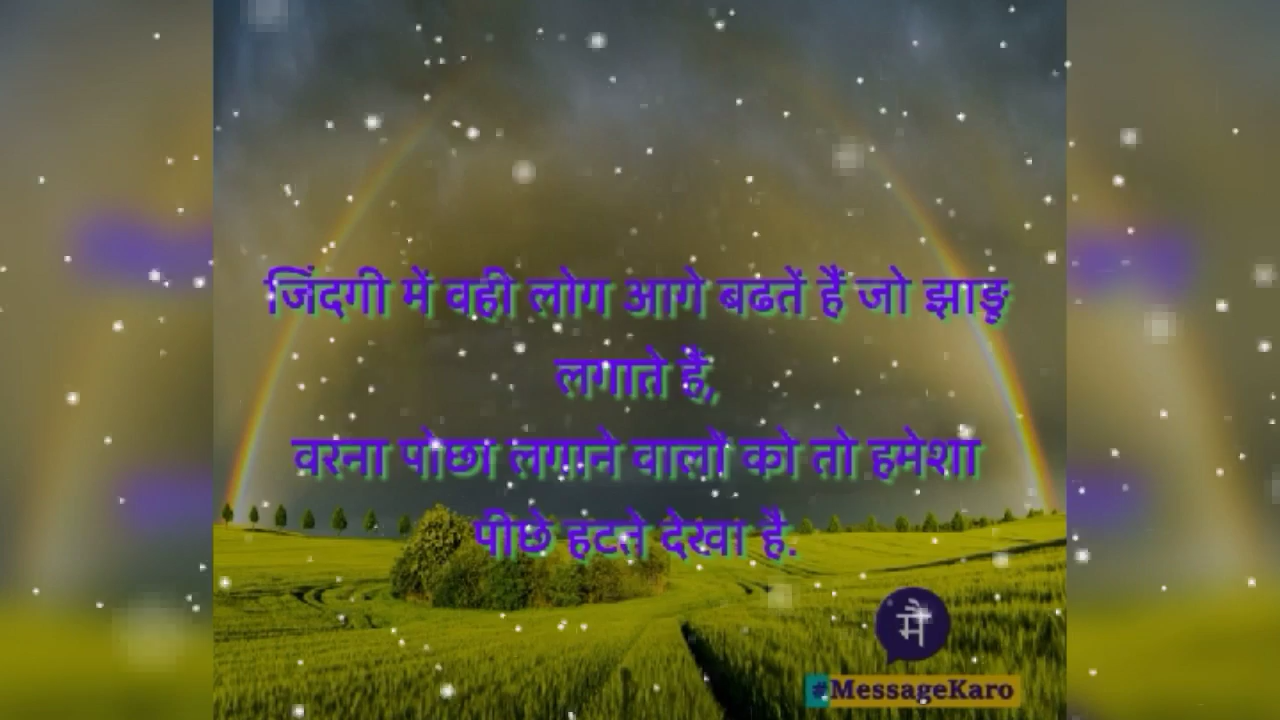 जिंदगी में वही लोग आगे बढतें हैं जो झाङू
लगाते हैं,
वरना पोछा लगाने वालों को तो हमेशा
पीछे हटते देखा है.
मै
#MessageKaro